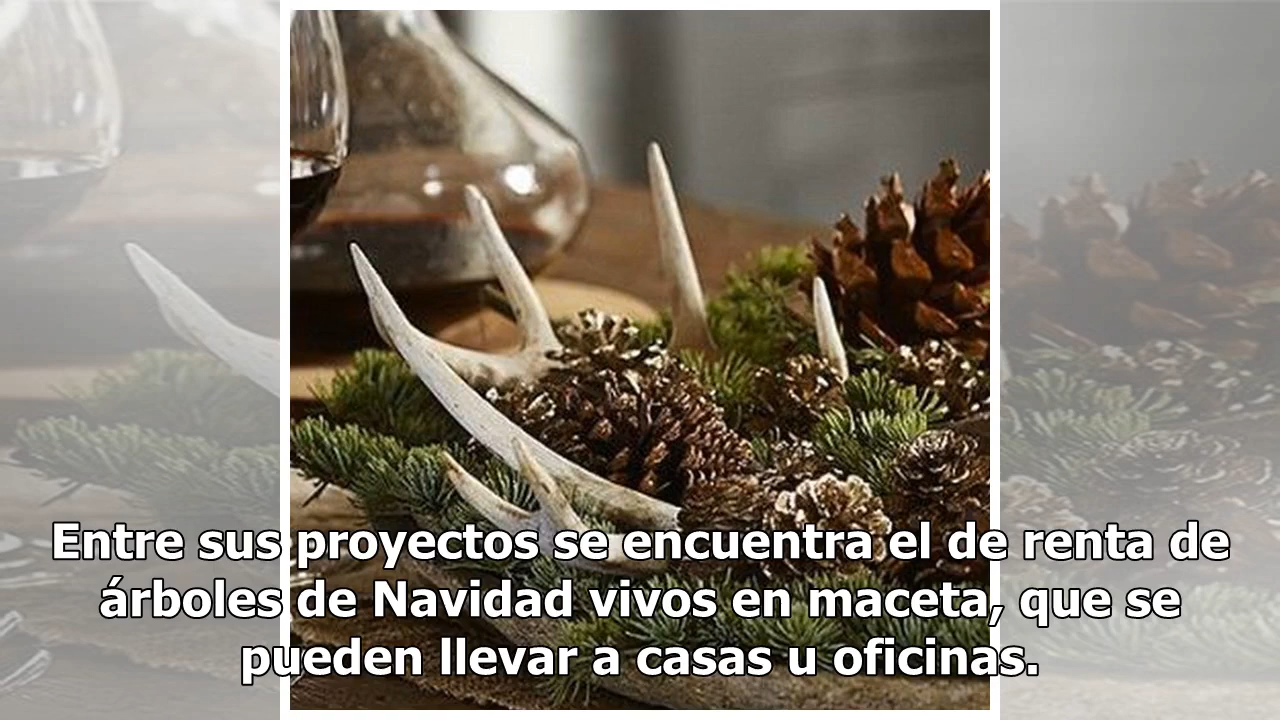 Entre sus proyectos se encuentra el de renta de
árboles de Navidad vivos en maceta, que se
pueden llevar a casas u oficinas.